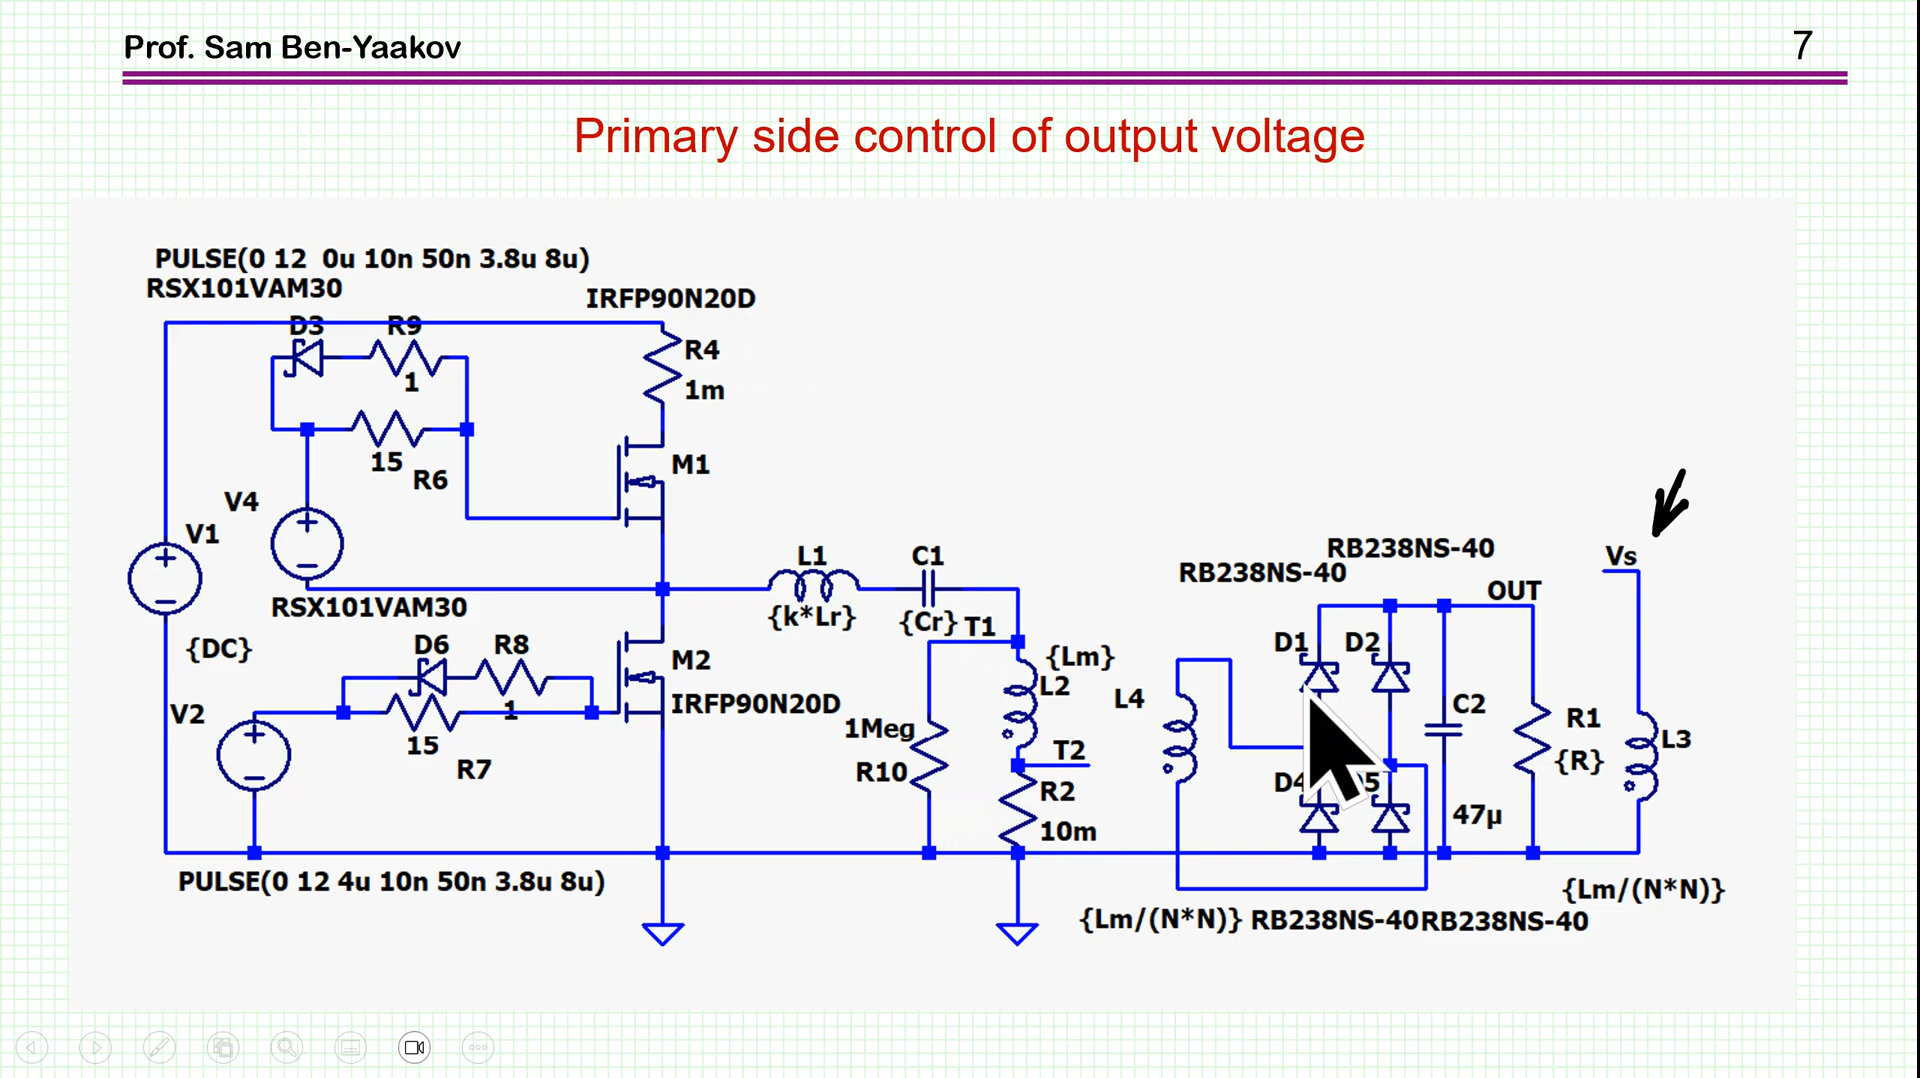 Prof. Sam Ben-Yaakov
7
Primary side control of output voltage
PULSE(0 12  0u 10n 50n 3.8u 8u)
RSX101VAM30
IRFP90N20D
D3
R9
R4
1
1m
M1
15
R6
V4
V1
L1
C1
RB238NS-40
RB238NS-40
Vs
OUT
RSX101VAM30
{k*Lr}
{Cr}
T1
{DC}
D6
R8
M2
{Lm}
D1
D2
L2
L4
V2
1
IRFP90N20D
C2
R1
1Meg
15
T2
L3
{R}
R7
R10
R2
D4
5
10m
47µ
PULSE(0 12 4u 10n 50n 3.8u 8u)
{Lm/(N*N)}
{Lm/(N*N)}
RB238NS-40
RB238NS-40